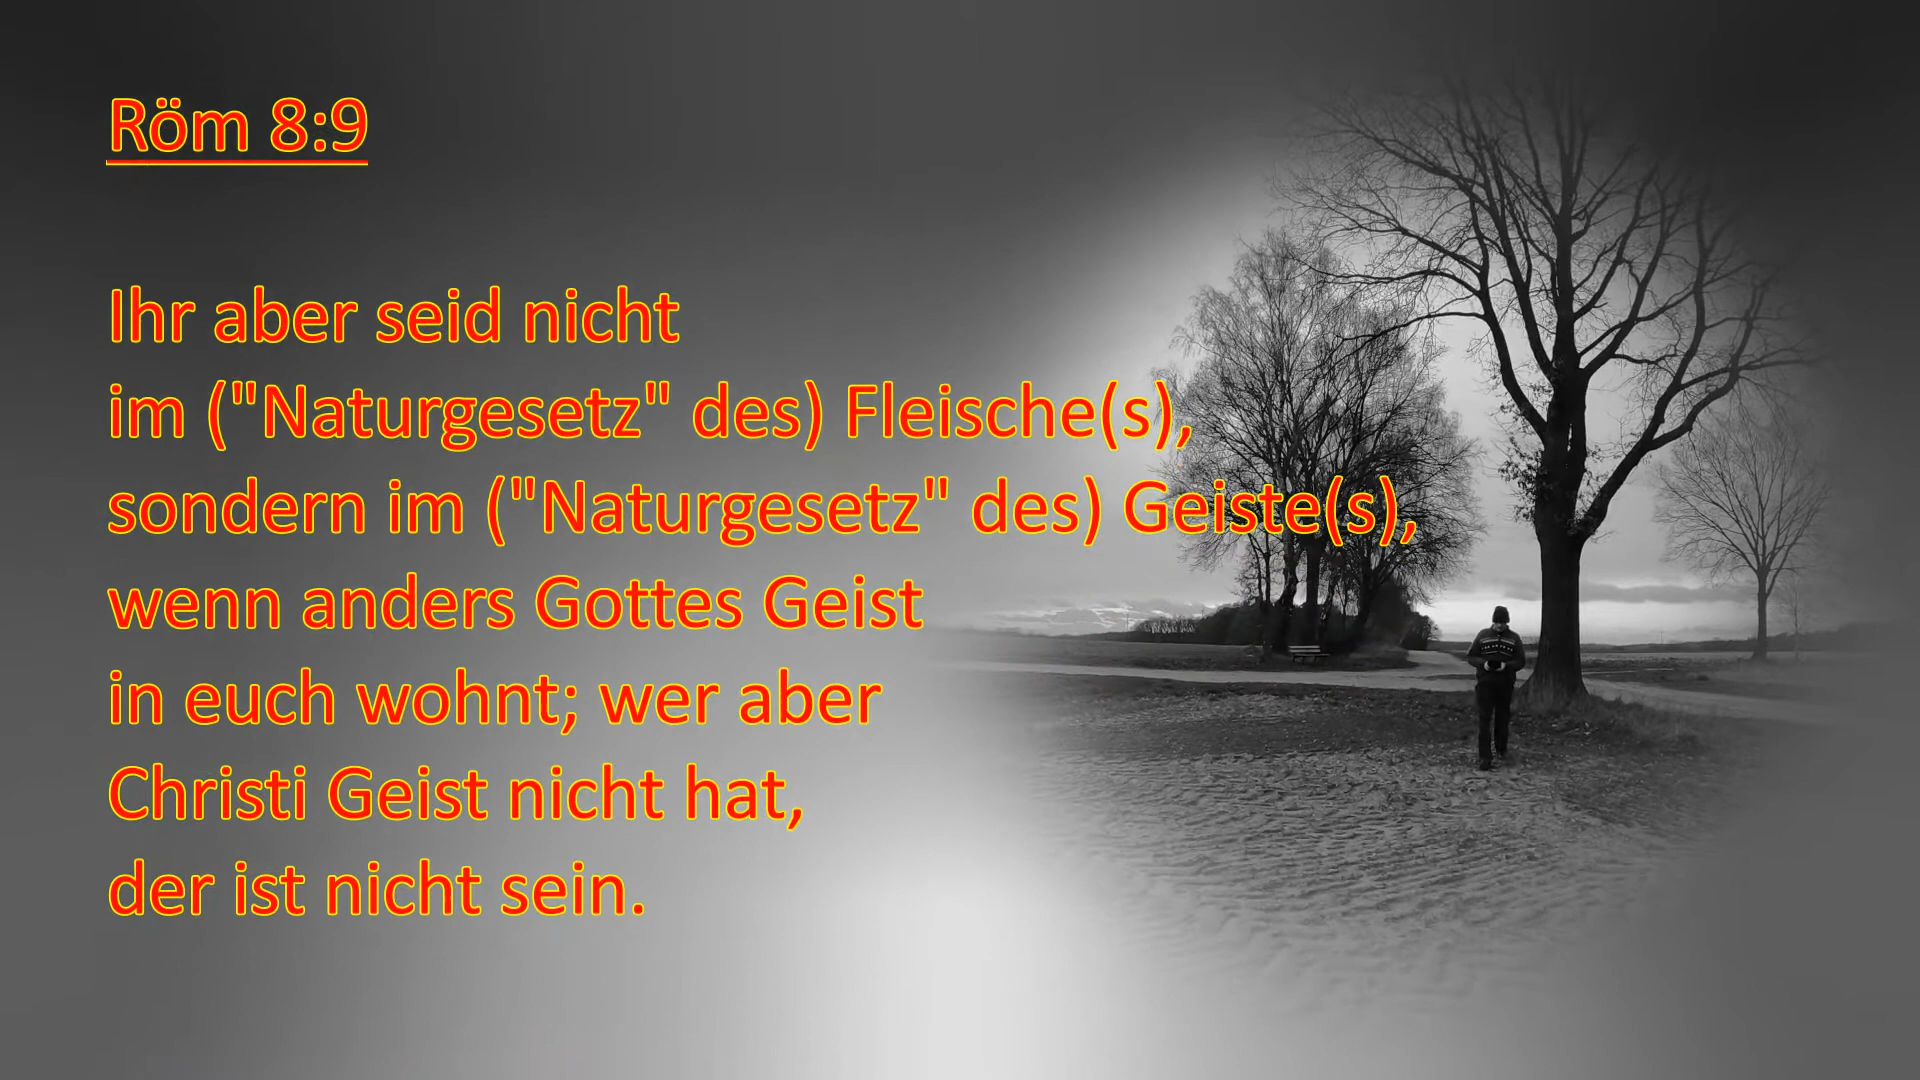 Röm 8:9
Ihr aber seid nicht
im ("Naturgesetz" des) Fleische(s),
sondern im ("Naturgesetz" des) Geiste(s),
wenn anders Gottes Geist
in euch wohnt; wer aber
Christi Geist nicht hat,
der ist nicht sein.